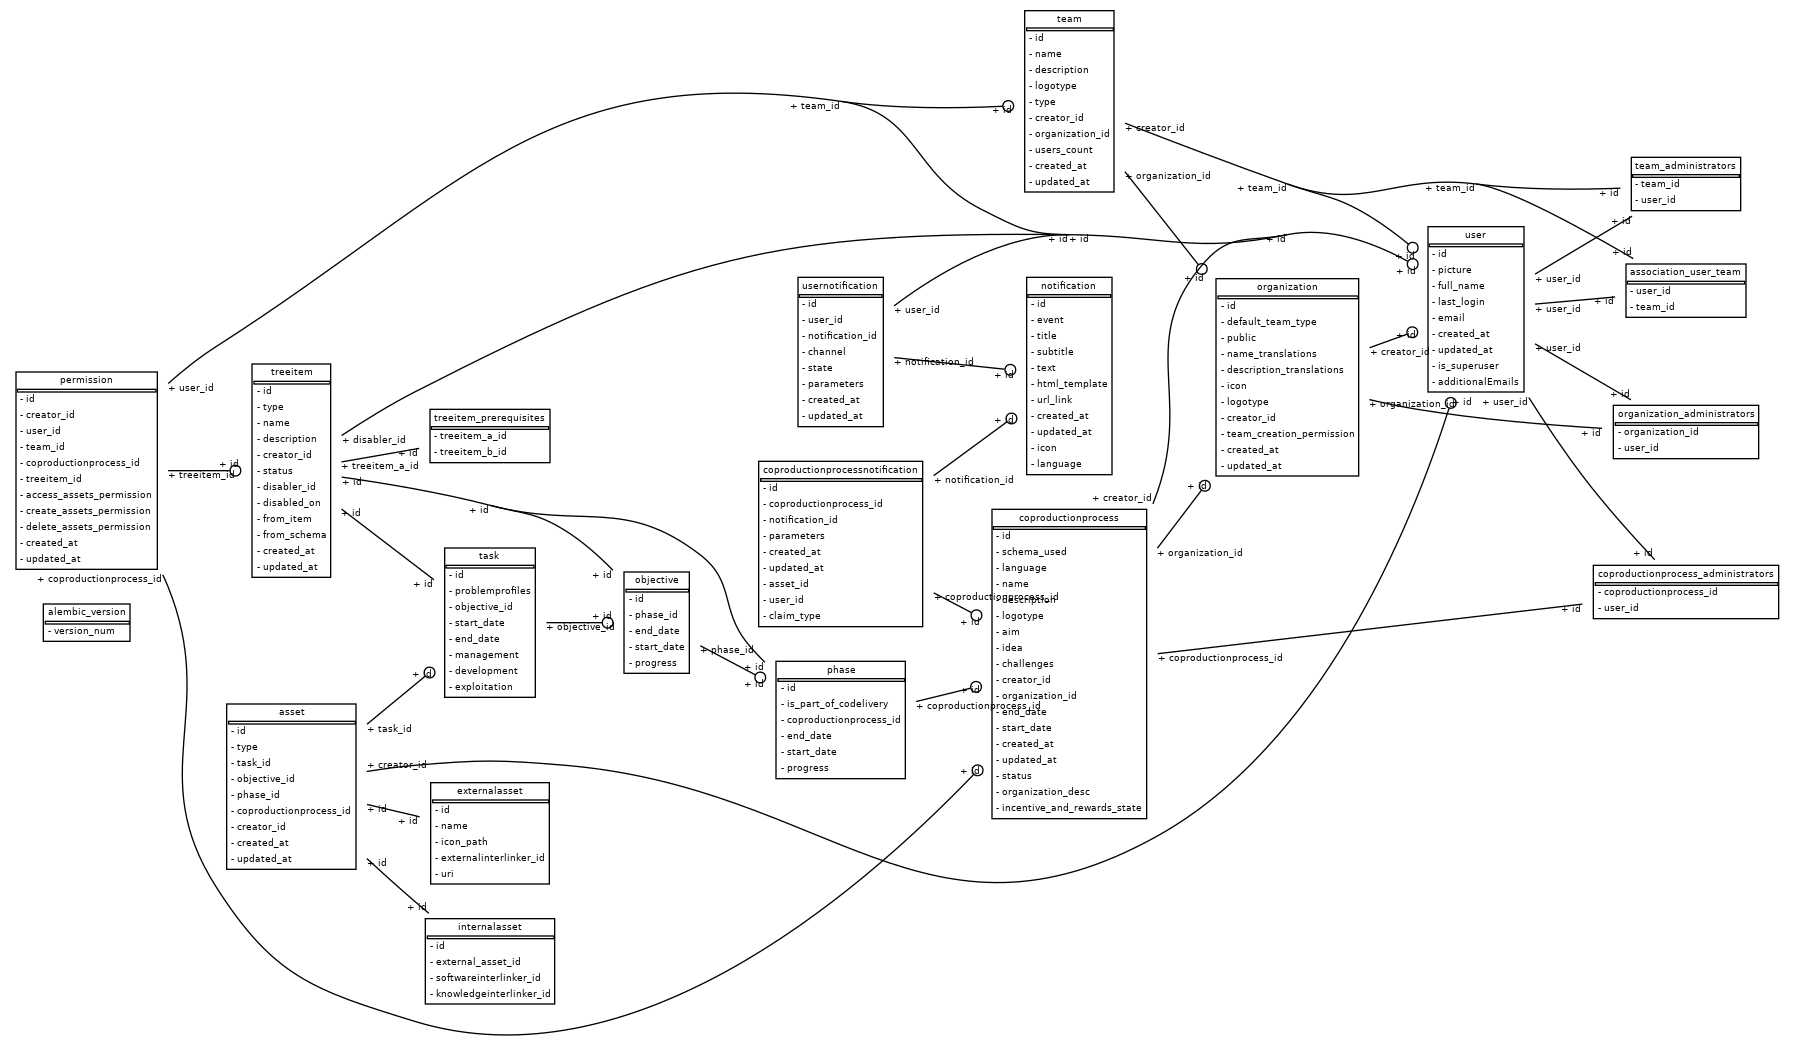 team
- id
- name
- description
- logotype
- type
- creator_id
- organization_id
- users_count
- created_at
- updated_at
+ team_id
+ id
+ creator_id
+ organization_id
+ team_id
+ team_id
+ id
team_administrators
- team_id
- user_id
+ id
+ id
+ id
+ id
+ id
+ id
+ id
+ id
user
- id
- picture
- full_name
- last_login
- email
- created_at
- updated_at
- is_superuser
- additionalEmails
association_user_team
- user_id
- team_id
+ user_id
+ id
+ user_id
+ user_id
+ id
usernotification
- id
- user_id
- notification_id
- channel
- state
- parameters
- created_at
- updated_at
+ user_id
+ notification_id
+ id
notification
- id
- event
- title
- subtitle
- text
- html_template
- url_link
- created_at
- updated_at
- icon
- language
+ id
organization
- id
- default_team_type
- public
- name_translations
- description_translations
- icon
- logotype
- creator_id
- team_creation_permission
- created_at
- updated_at
+ id
+ creator_id
+ organization_id
+ id
+ user_id
+ id
organization_administrators
- organization_id
- user_id
permission
- id
- creator_id
- user_id
- team_id
- coproductionprocess_id
- treeitem_id
- access_assets_permission
- create_assets_permission
- delete_assets_permission
- created_at
- updated_at
+ user_id
+ id
+ treeitem_id
+ coproductionprocess_id
treeitem
- id
- type
- name
- description
- creator_id
- status
- disabler_id
- disabled_on
- from_item
- from_schema
- created_at
- updated_at
+ disabler_id
+ id
+ treeitem_a_id
+ id
+ id
+ id
treeitem_prerequisites
- treeitem_a_id
- treeitem_b_id
coproductionprocessnotification
- id
- coproductionprocess_id
- notification_id
- parameters
- created_at
- updated_at
- asset_id
- user_id
- claim_type
+ notification_id
+ coproductionprocess_id
+ id
+ creator_id
+ id
+ organization_id
coproductionprocess
- id
- schema_used
- language
- name
- description
- logotype
- aim
- idea
- challenges
- creator_id
- organization_id
- end_date
- start_date
- created_at
- updated_at
- status
- organization_desc
- incentive_and_rewards_state
+ coproductionprocess_id
+ id
+ id
coproductionprocess_administrators
- coproductionprocess_id
- user_id
alembic_version
- version_num
task
- id
- problemprofiles
- objective_id
- start_date
- end_date
- management
- development
- exploitation
+ id
+ id
+ objective_id
+ id
+ id
objective
- id
- phase_id
- end_date
- start_date
- progress
+ phase_id
+ id
+ id
phase
- id
- is_part_of_codelivery
- coproductionprocess_id
- end_date
- start_date
- progress
+ id
+ coproductionprocess_id
+ id
asset
- id
- type
- task_id
- objective_id
- phase_id
- coproductionprocess_id
- creator_id
- created_at
- updated_at
+ task_id
+ creator_id
+ id
+ id
+ id
+ id
externalasset
- id
- name
- icon_path
- externalinterlinker_id
- uri
internalasset
- id
- external_asset_id
- softwareinterlinker_id
- knowledgeinterlinker_id